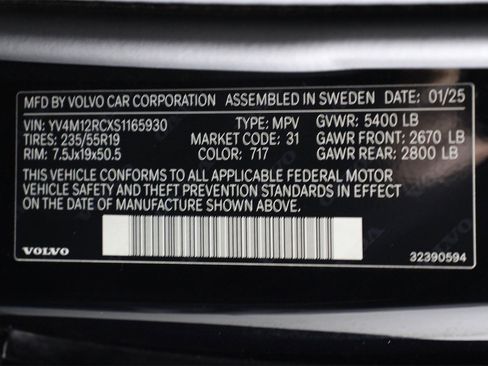 MFD BY VOLVO CAR CORPORATION ASSEMBLED IN SWEDEN DATE: 01/25
VIN: YV4M12RCXS1165930 TYPE: MPV GVWR: 5400 LB
TIRES: 235/55R19 MARKET CODE: 31 GAWR FRONT: 2670 LB
RIM: 7.5Jx19x50.5 COLOR: 717 GAWR REAR: 2800 LB
THIS VEHICLE CONFORMS TO ALL APPLICABLE FEDERAL MOTOR
VEHICLE SAFETY AND THEFT PREVENTION STANDARDS IN EFFECT
ON THE DATE OF MANUFACTURE SHOWN ABOVE.
VOLVO
32390594